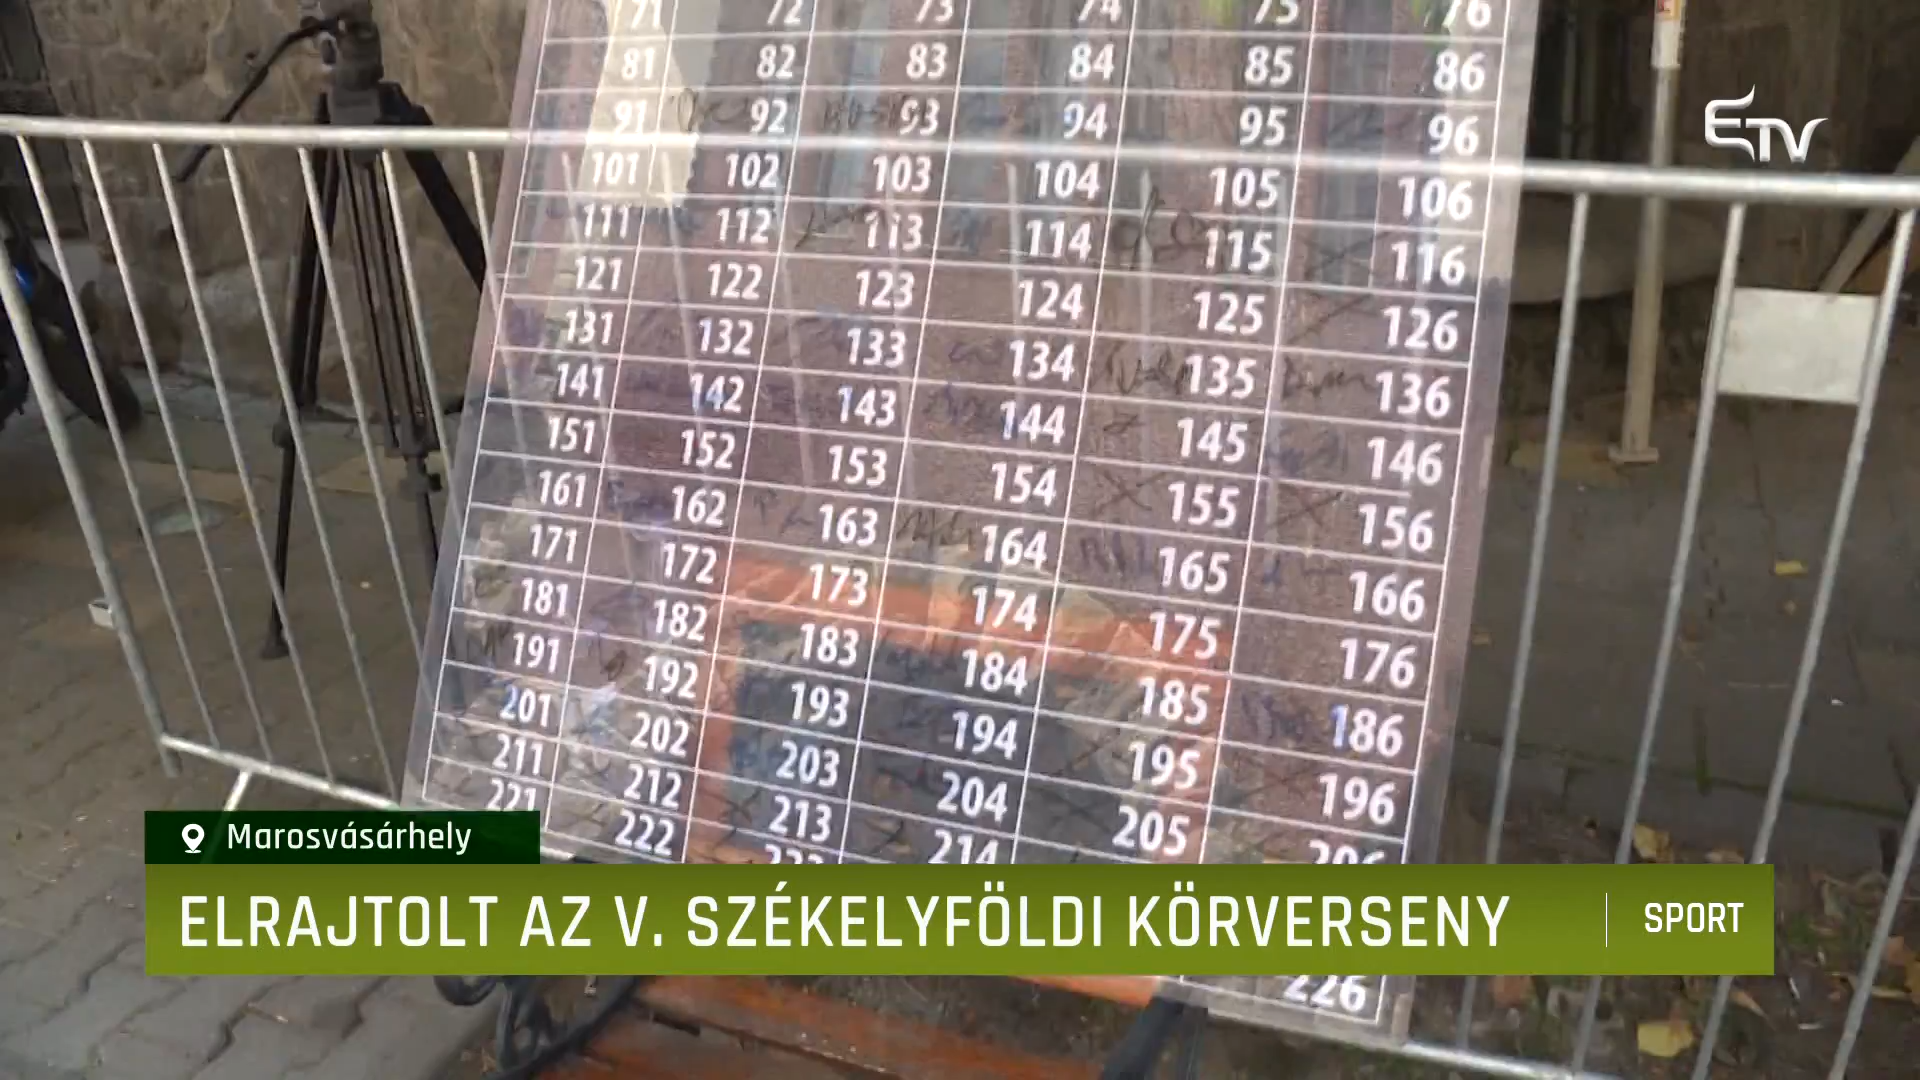 71 72 73 74 75 76
81 82 83 84 85 86
91 92 93 94 95 96
101 102 103 104 105 106
111 112 113 114 115 116
121 122 123 124 125 126
131 132 133 134 135 136
141 142 143 144 145 146
151 152 153 154 155 156
161 162 163 164 165 166
171 172 173 174 175 176
181 182 183 184 185 186
191 192 193 194 195 196
201 202 203 204 205 206
211 212 213 214
221 222 223 226
ETV
Marosvásárhely
ELRAJTOLT AZ V. SZÉKELYFÖLDI KÖRVERSENY
SPORT